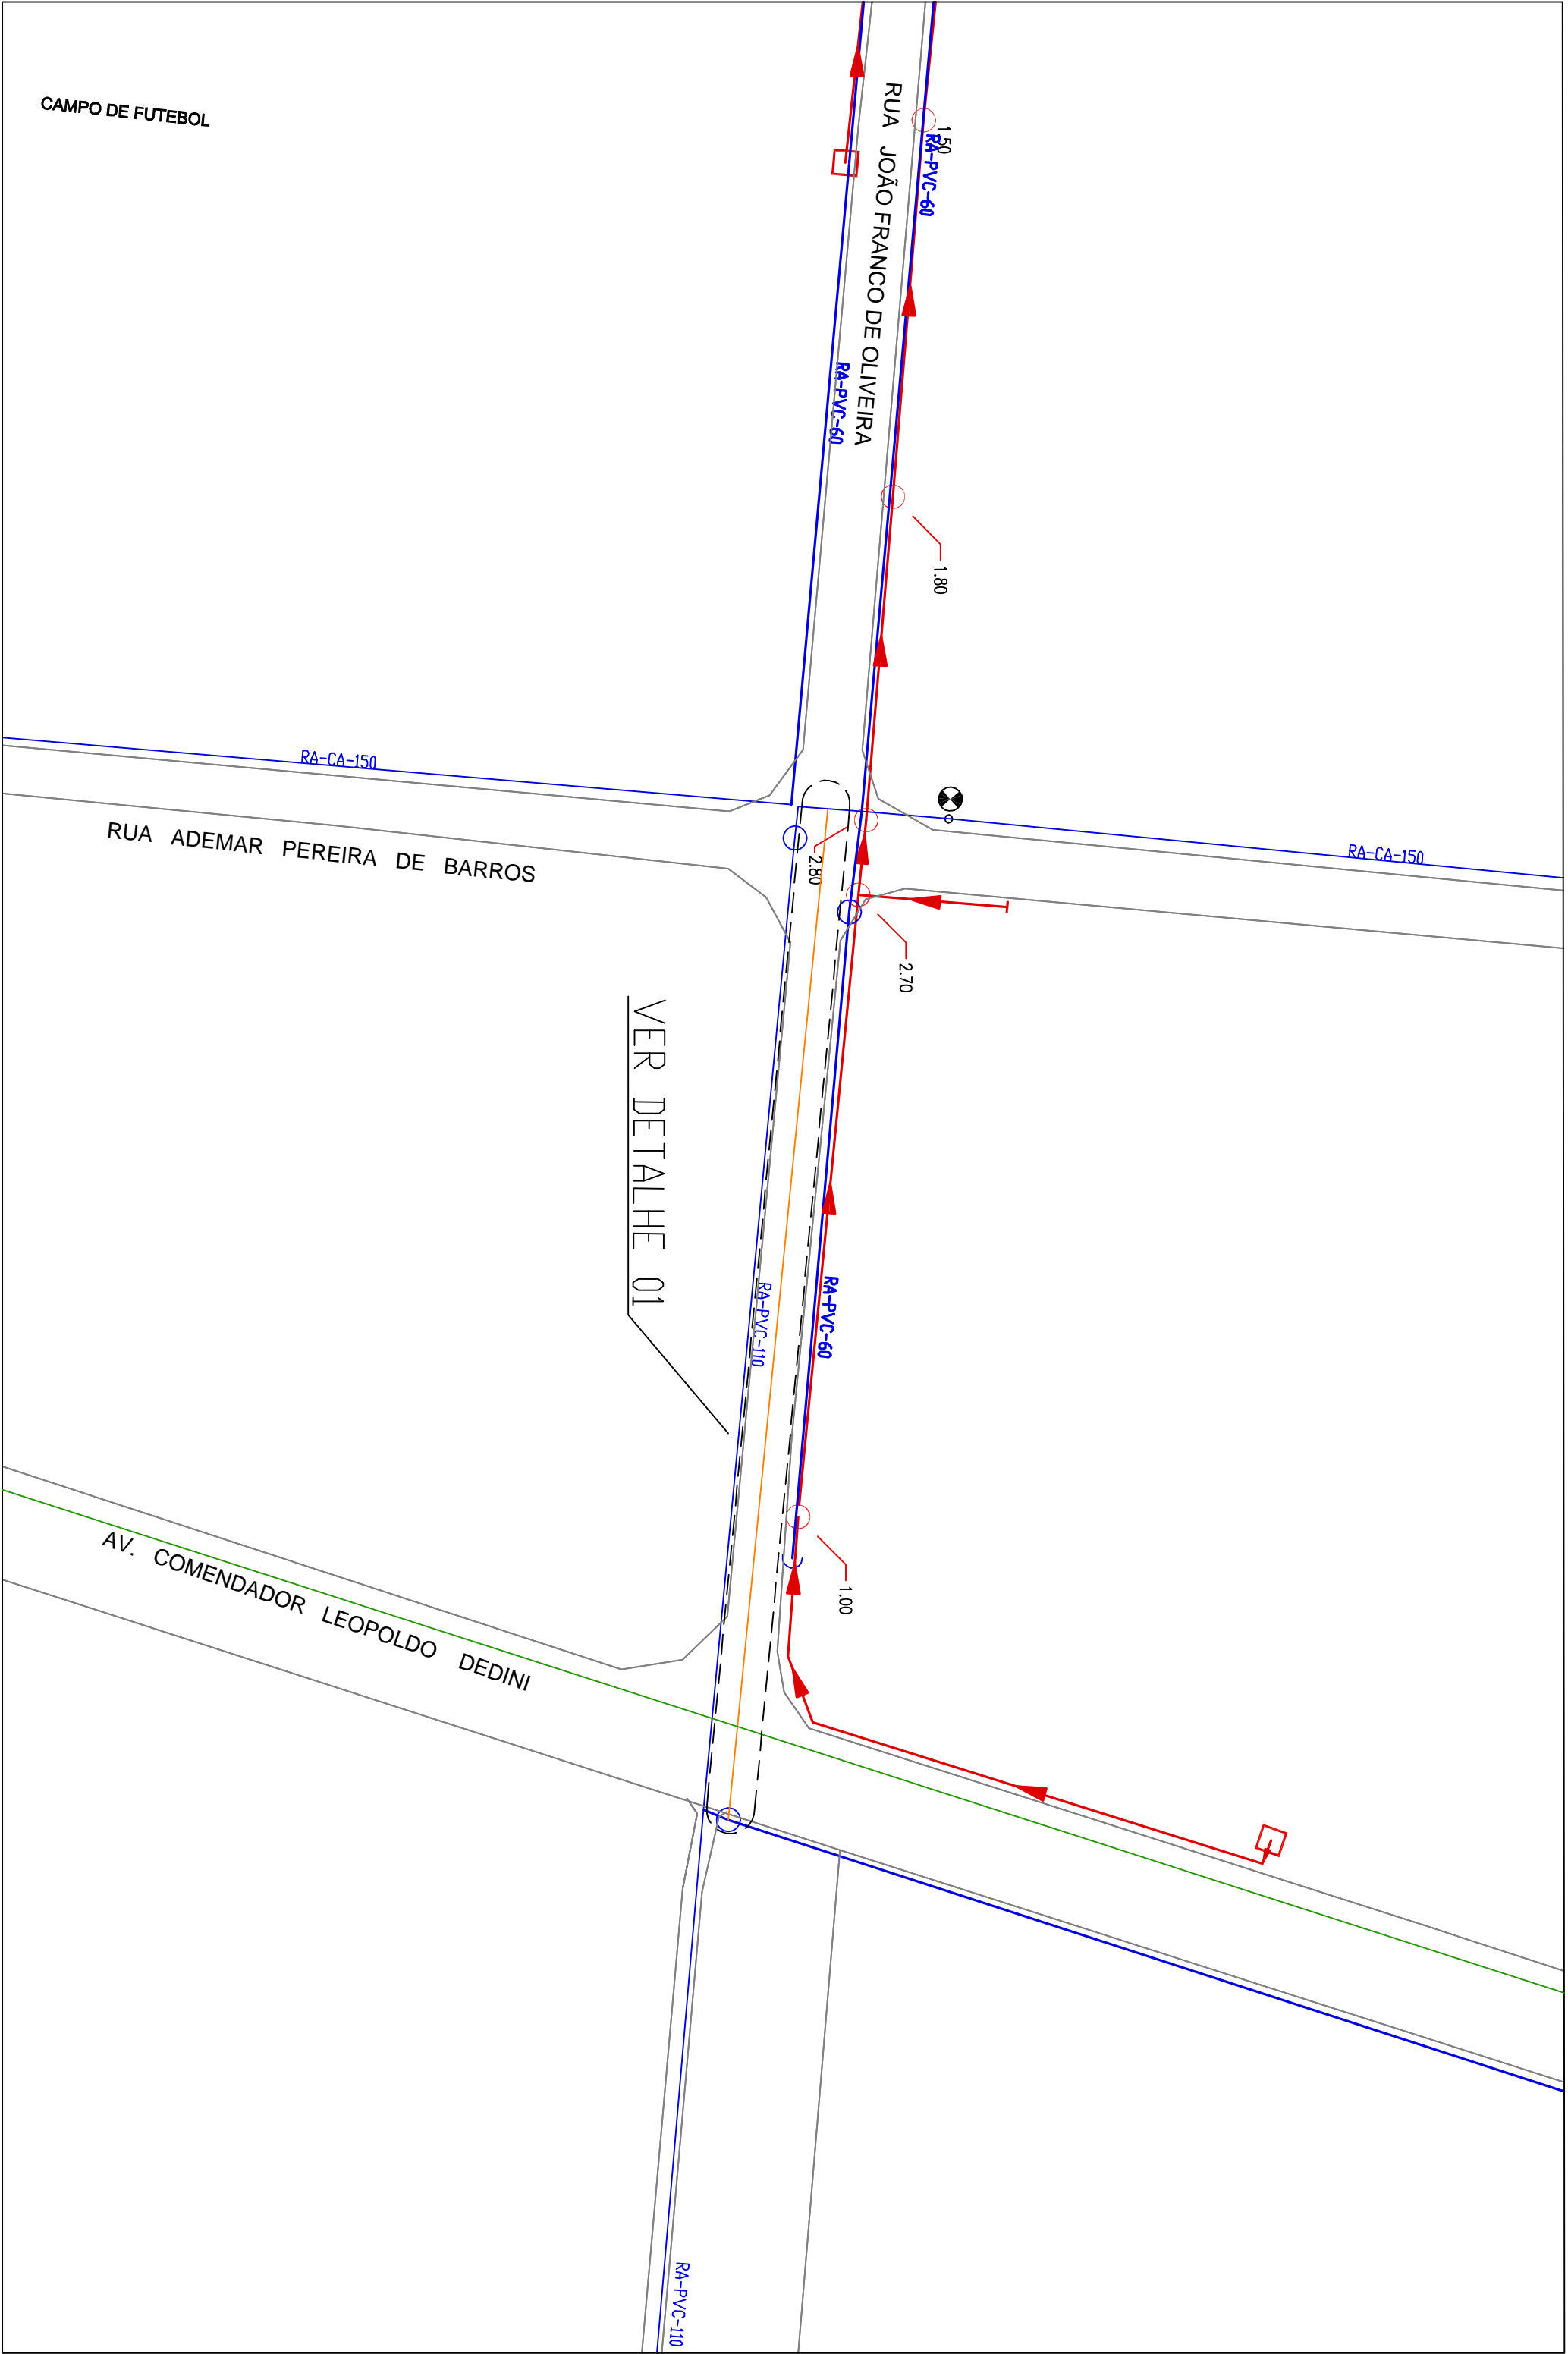 CAMPO DE FUTEBOL
RUA JOÃO FRANCO DE OLIVEIRA
1.50
RA-PVC-60
RA-PVC-60
1.80
RA-CA-150
RUA ADEMAR PEREIRA DE BARROS
2.80
RA-CA-150
2.70
VER DETALHE 01
RA-PVC-110
RA-PVC-60
1.00
AV. COMENDADOR LEOPOLDO DEDINI
RA-PVC-110